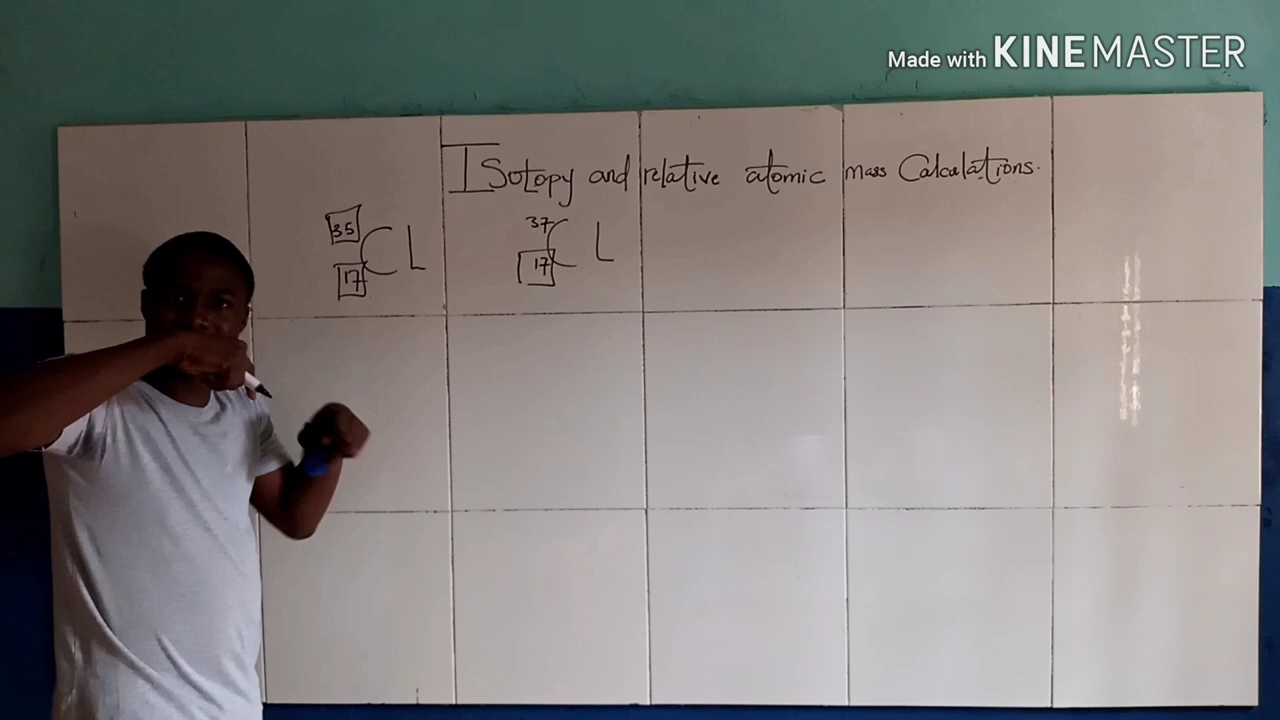 Made with KINEMASTER
Isotopy and relative atomic mass Calculations.
35 37
CL CL
17 17